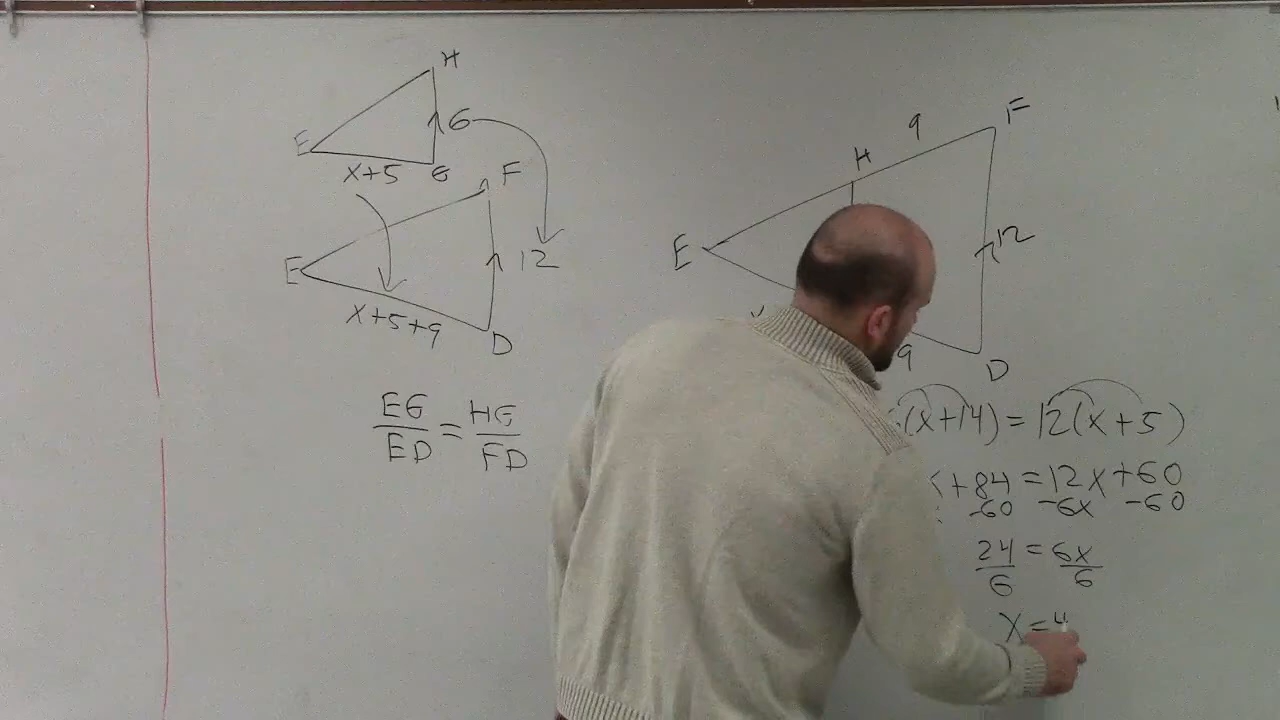 H
E 6
x+5 G
F
E 12
x+5+9 D
EG/ED = HG/FD
F
9
H
E 12
9 D
(x+14) = 12(x+5)
+84 = 12x+60
-60 -6x -60
24/6 = 6x/6
x = 4